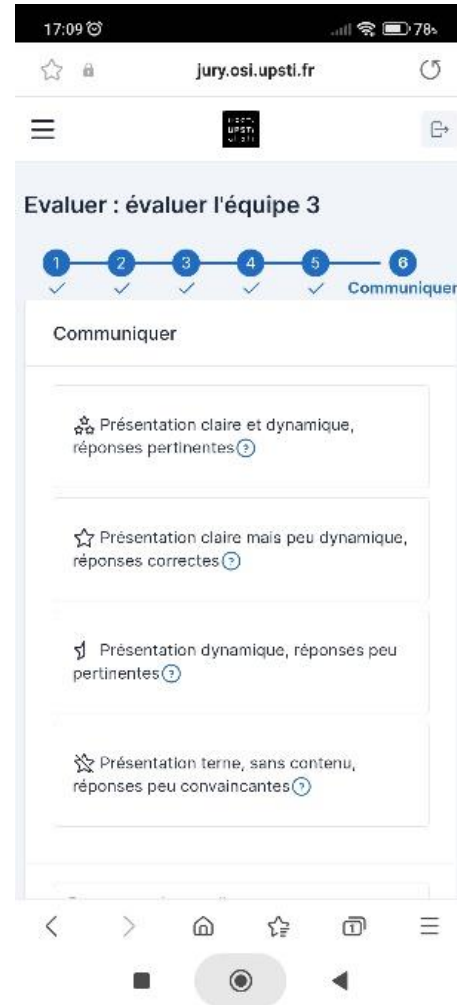 17:09
78%
jury.osi.upsti.fr
UPSTI
Evaluer : évaluer l'équipe 3
1 2 3 4 5 6
Communiquer
Communiquer
Présentation claire et dynamique,
réponses pertinentes ?
Présentation claire mais peu dynamique,
réponses correctes ?
Présentation dynamique, réponses peu
pertinentes ?
Présentation terne, sans contenu,
réponses peu convaincantes ?
1